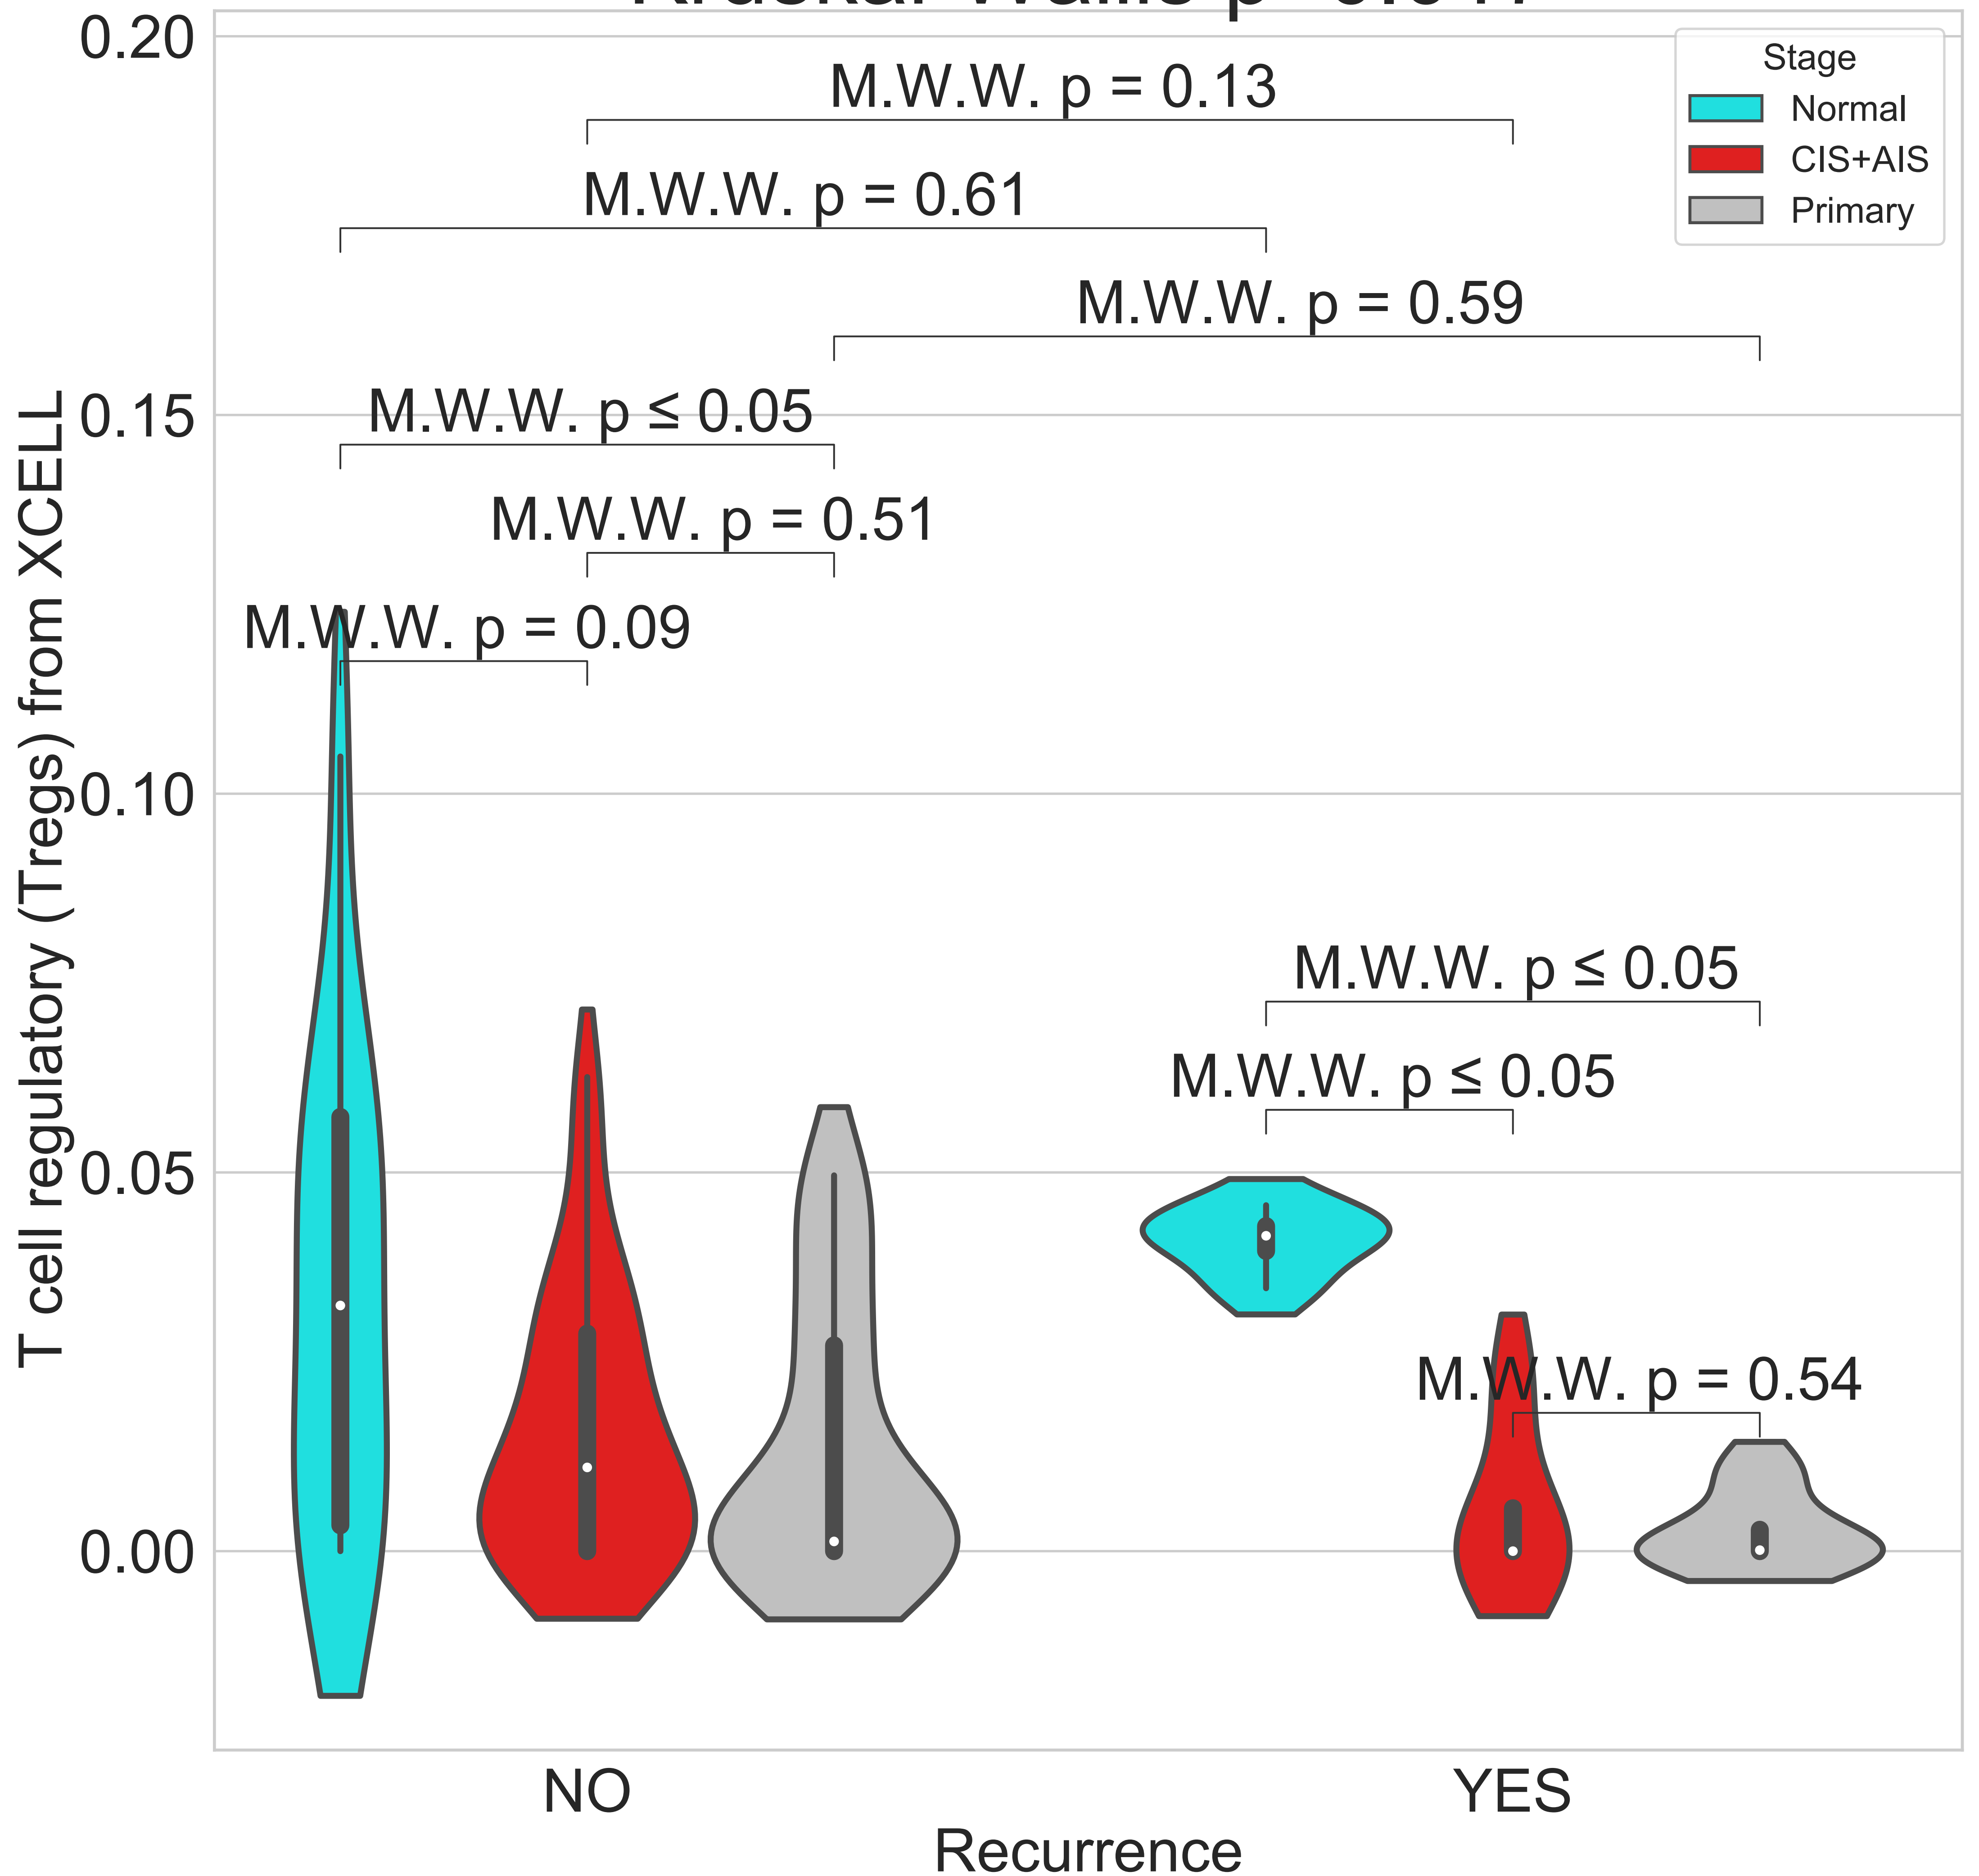 0.20
M.W.W. p = 0.13
Stage
Normal
CIS+AIS
Primary
M.W.W. p = 0.61
M.W.W. p = 0.59
0.15
M.W.W. p ≤ 0.05
M.W.W. p = 0.51
M.W.W. p = 0.09
T cell regulatory (Tregs) from XCELL
0.10
M.W.W. p ≤ 0.05
M.W.W. p ≤ 0.05
0.05
M.W.W. p = 0.54
0.00
NO
YES
Recurrence